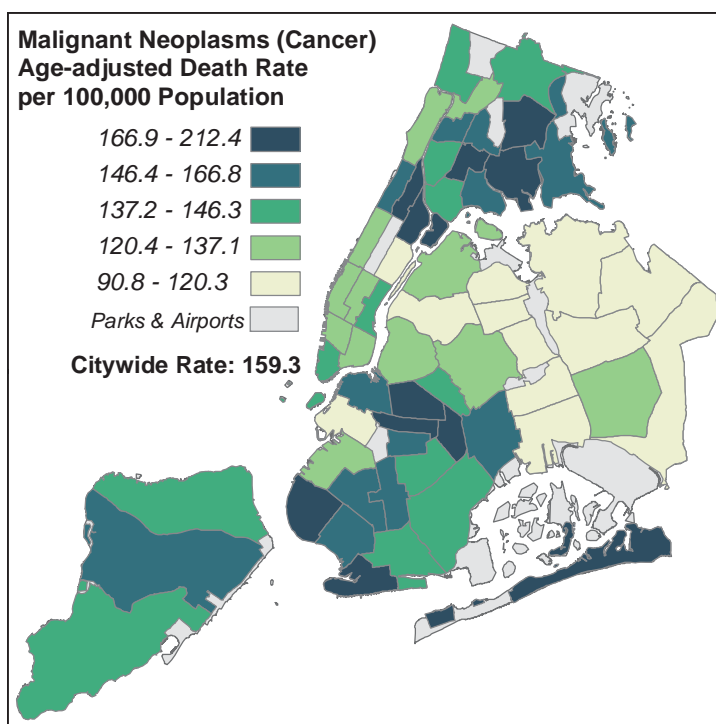 Malignant Neoplasms (Cancer)
Age-adjusted Death Rate
per 100,000 Population
166.9 - 212.4
146.4 - 166.8
137.2 - 146.3
120.4 - 137.1
90.8 - 120.3
Parks & Airports
Citywide Rate: 159.3